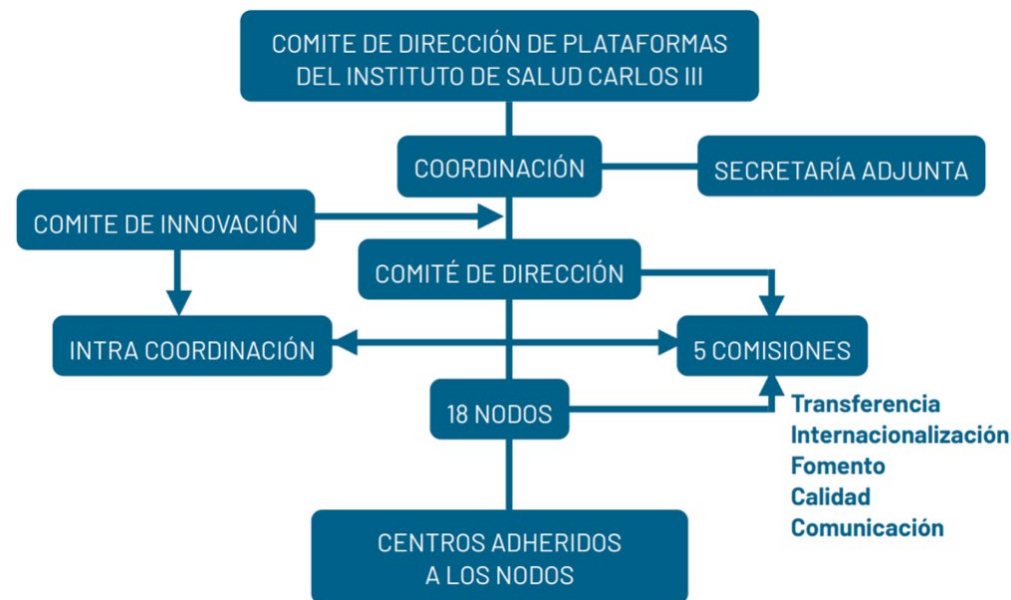 COMITE DE DIRECCIÓN DE PLATAFORMAS
DEL INSTITUTO DE SALUD CARLOS III
COORDINACIÓN
SECRETARÍA ADJUNTA
COMITE DE INNOVACIÓN
COMITÉ DE DIRECCIÓN
INTRA COORDINACIÓN
5 COMISIONES
18 NODOS
Transferencia
Internacionalización
Fomento
Calidad
Comunicación
CENTROS ADHERIDOS
A LOS NODOS